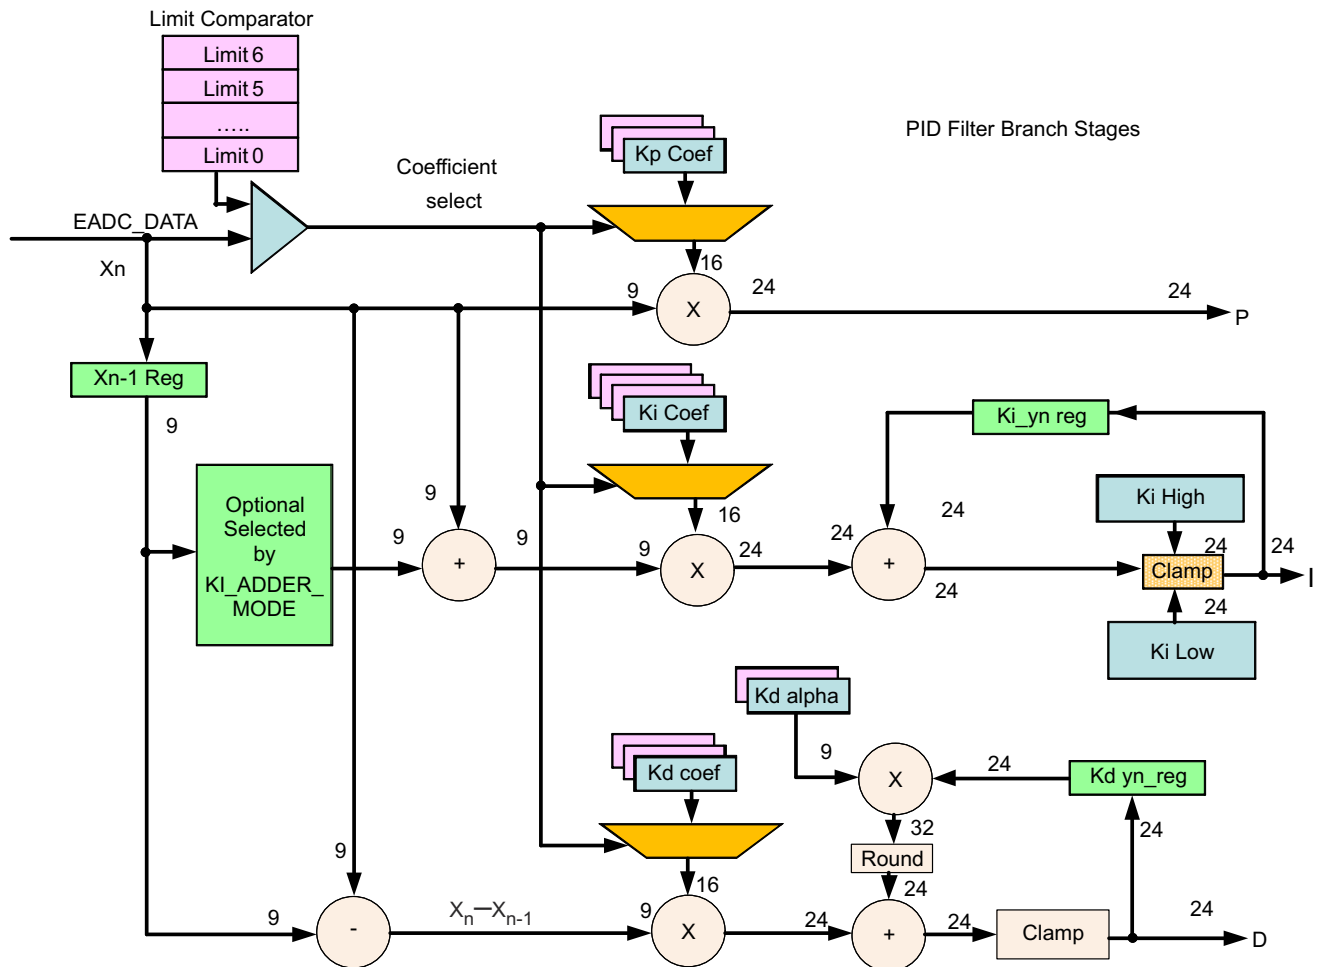 Limit Comparator
Limit 6
Limit 5
.....
Limit 0
PID Filter Branch Stages
Kp Coef
Coefficient
select
EADC_DATA
Xn
16
9
X
24
24
P
Xn-1 Reg
9
Ki Coef
Ki_yn reg
Optional
Selected
by
KI_ADDER_
MODE
9
9
+
9
16
9
X
24
24
24
+
24
Ki High
24
Clamp
24
I
24
Ki Low
Kd alpha
9
X
24
Kd yn_reg
Kd coef
32
24
Round
9
16
24
9
-
Xn—Xn-1
9
X
24
+
24
Clamp
24
D